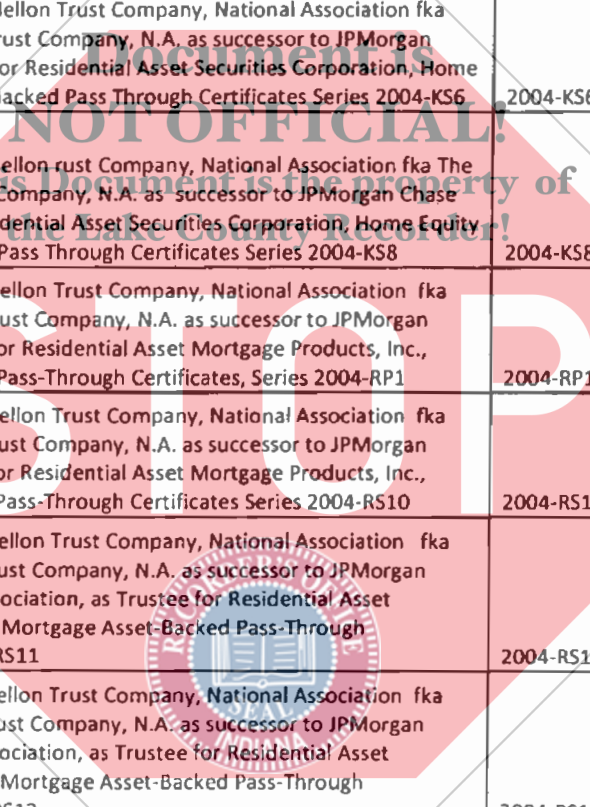 ellon Trust Company, National Association fka
rust Company, N.A. as successor to JPMorgan
or Residential Asset Securities Corporation, Home
acked Pass Through Certificates Series 2004-KS6
2004-KS6
Document is
NOT OFFICIAL!
This Document is the property of
the Lake County Recorder!
STOP
ellon rust Company, National Association fka The
Company, N.A. as successor to JPMorgan Chase
dential Asset Securities Corporation, Home Equity
Pass Through Certificates Series 2004-KS8
2004-KS8
ellon Trust Company, National Association fka
ust Company, N.A. as successor to JPMorgan
or Residential Asset Mortgage Products, Inc.,
Pass-Through Certificates, Series 2004-RP1
2004-RP1
ellon Trust Company, National Association fka
ust Company, N.A. as successor to JPMorgan
or Residential Asset Mortgage Products, Inc.,
Pass-Through Certificates Series 2004-RS10
2004-RS1
ellon Trust Company, National Association fka
ust Company, N.A. as successor to JPMorgan
ociation, as Trustee for Residential Asset
Mortgage Asset-Backed Pass-Through
RS11
2004-RS1
RECORDER'S
SEAL
INDIANA
ellon Trust Company, National Association fka
ust Company, N.A. as successor to JPMorgan
ociation, as Trustee for Residential Asset
Mortgage Asset-Backed Pass-Through